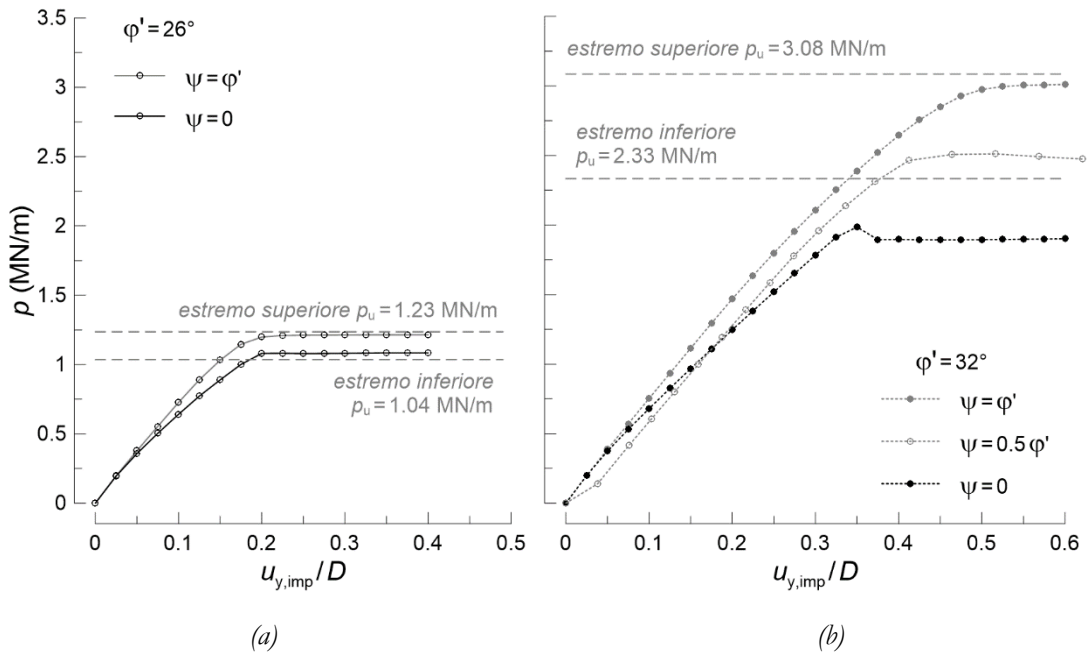 3.5
3
2.5
2
1.5
1
0.5
0
p (MN/m)
φ' = 26°
ψ = φ'
ψ = 0
estremo superiore pu = 1.23 MN/m
estremo inferiore
pu = 1.04 MN/m
0 0.1 0.2 0.3 0.4 0.5
uy,imp / D
(a)
estremo superiore pu = 3.08 MN/m
estremo inferiore
pu = 2.33 MN/m
φ' = 32°
ψ = φ'
ψ = 0.5 φ'
ψ = 0
0 0.1 0.2 0.3 0.4 0.5 0.6
uy,imp / D
(b)